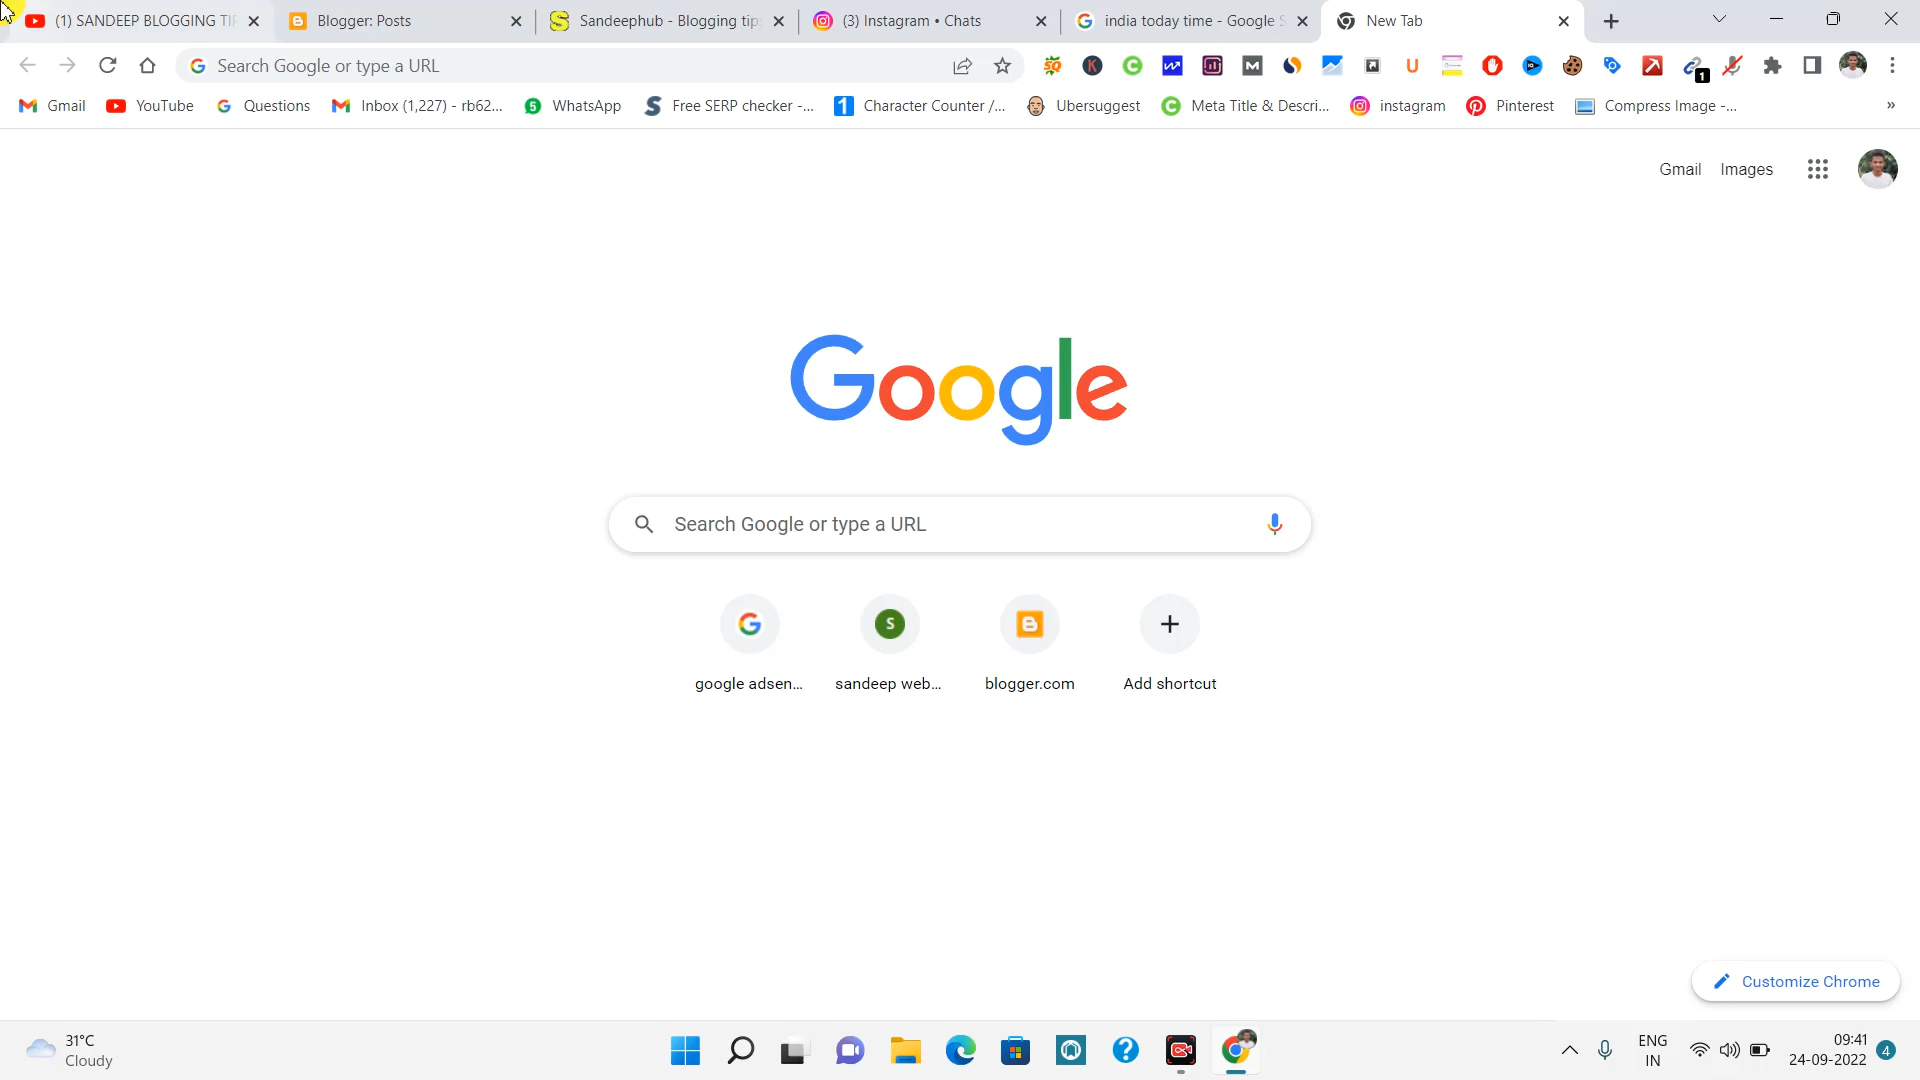 (1) SANDEEP BLOGGING TI
Blogger: Posts
Sandeephub - Blogging tip
(3) Instagram • Chats
india today time - Google S
New Tab
Search Google or type a URL
1
Gmail
YouTube
Questions
Inbox (1,227) - rb62...
WhatsApp
Free SERP checker -...
Character Counter /...
Ubersuggest
Meta Title & Descri...
instagram
Pinterest
Compress Image -...
»
Gmail
Images
Google
Search Google or type a URL
google adsen...
sandeep web...
blogger.com
Add shortcut
Customize Chrome
31°C
Cloudy
ENG
IN
09:41
24-09-2022
4